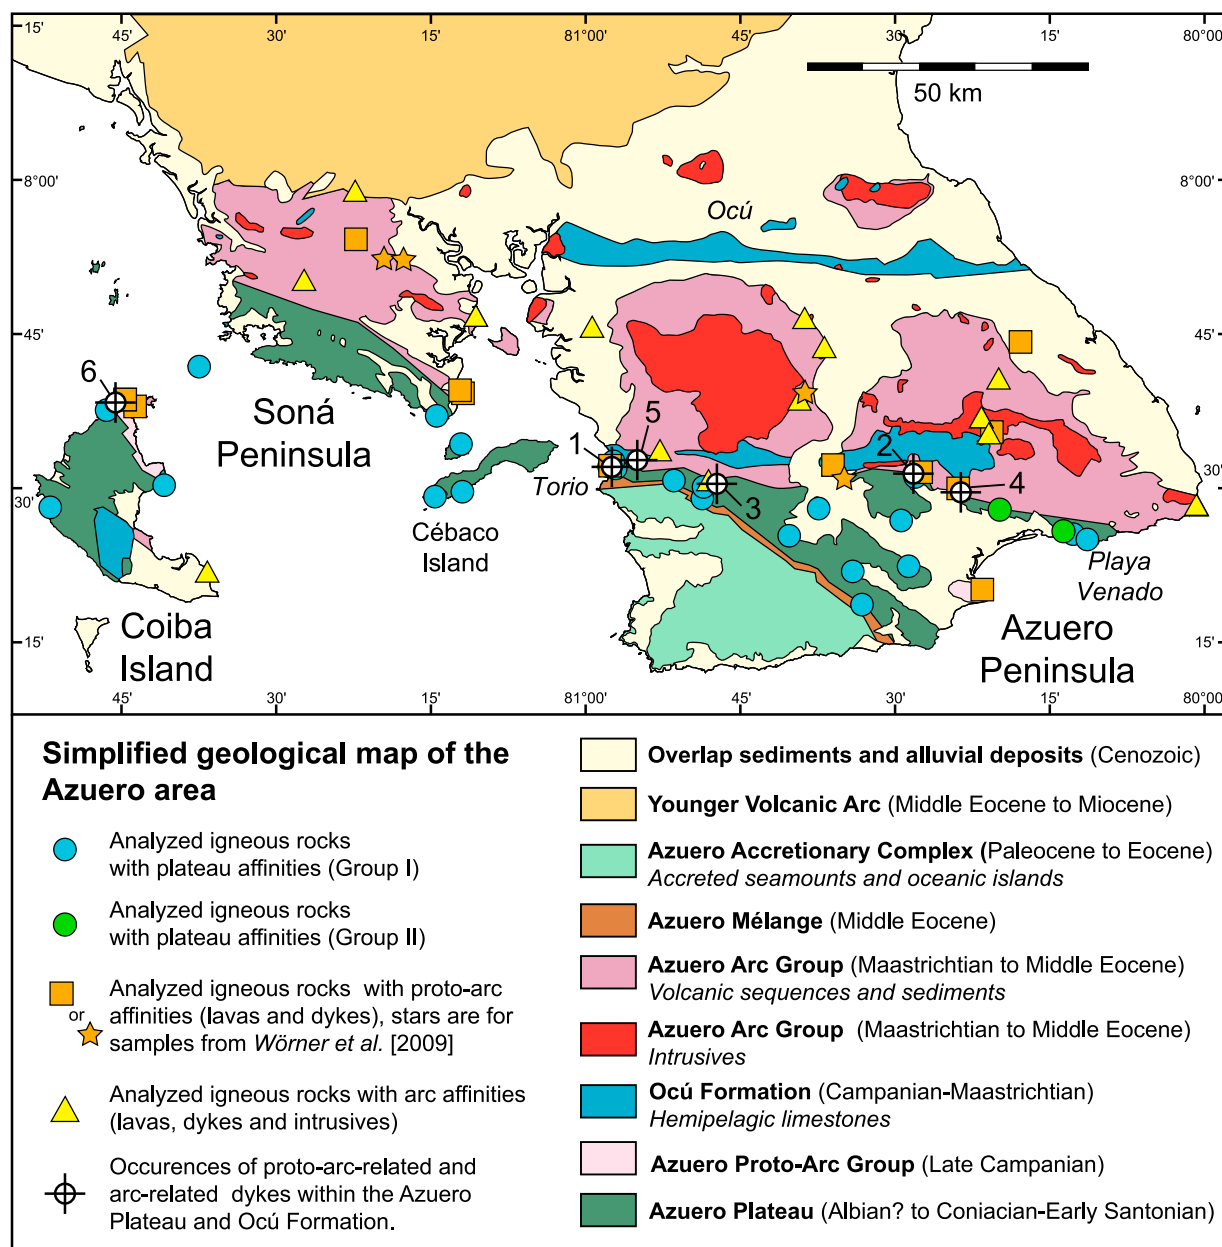 15'
45'
30'
15'
81°00'
45'
30'
15'
80°00'
50 km
8°00'
8°00'
Ocú
45'
45'
6
Soná
Peninsula
1
5
2
4
3
30'
30'
Torio
Cébaco
Island
Playa
Venado
Coiba
Island
Azuero
Peninsula
15'
15'
45'
30'
15'
81°00'
45'
30'
15'
80°00'
Simplified geological map of the
Azuero area
Analyzed igneous rocks
with plateau affinities (Group I)
Analyzed igneous rocks
with plateau affinities (Group II)
Analyzed igneous rocks with proto-arc
or affinities (lavas and dykes), stars are for
samples from Wörner et al. [2009]
Analyzed igneous rocks with arc affinities
(lavas, dykes and intrusives)
Occurences of proto-arc-related and
arc-related dykes within the Azuero
Plateau and Ocú Formation.
Overlap sediments and alluvial deposits (Cenozoic)
Younger Volcanic Arc (Middle Eocene to Miocene)
Azuero Accretionary Complex (Paleocene to Eocene)
Accreted seamounts and oceanic islands
Azuero Mélange (Middle Eocene)
Azuero Arc Group (Maastrichtian to Middle Eocene)
Volcanic sequences and sediments
Azuero Arc Group (Maastrichtian to Middle Eocene)
Intrusives
Ocú Formation (Campanian-Maastrichtian)
Hemipelagic limestones
Azuero Proto-Arc Group (Late Campanian)
Azuero Plateau (Albian? to Coniacian-Early Santonian)